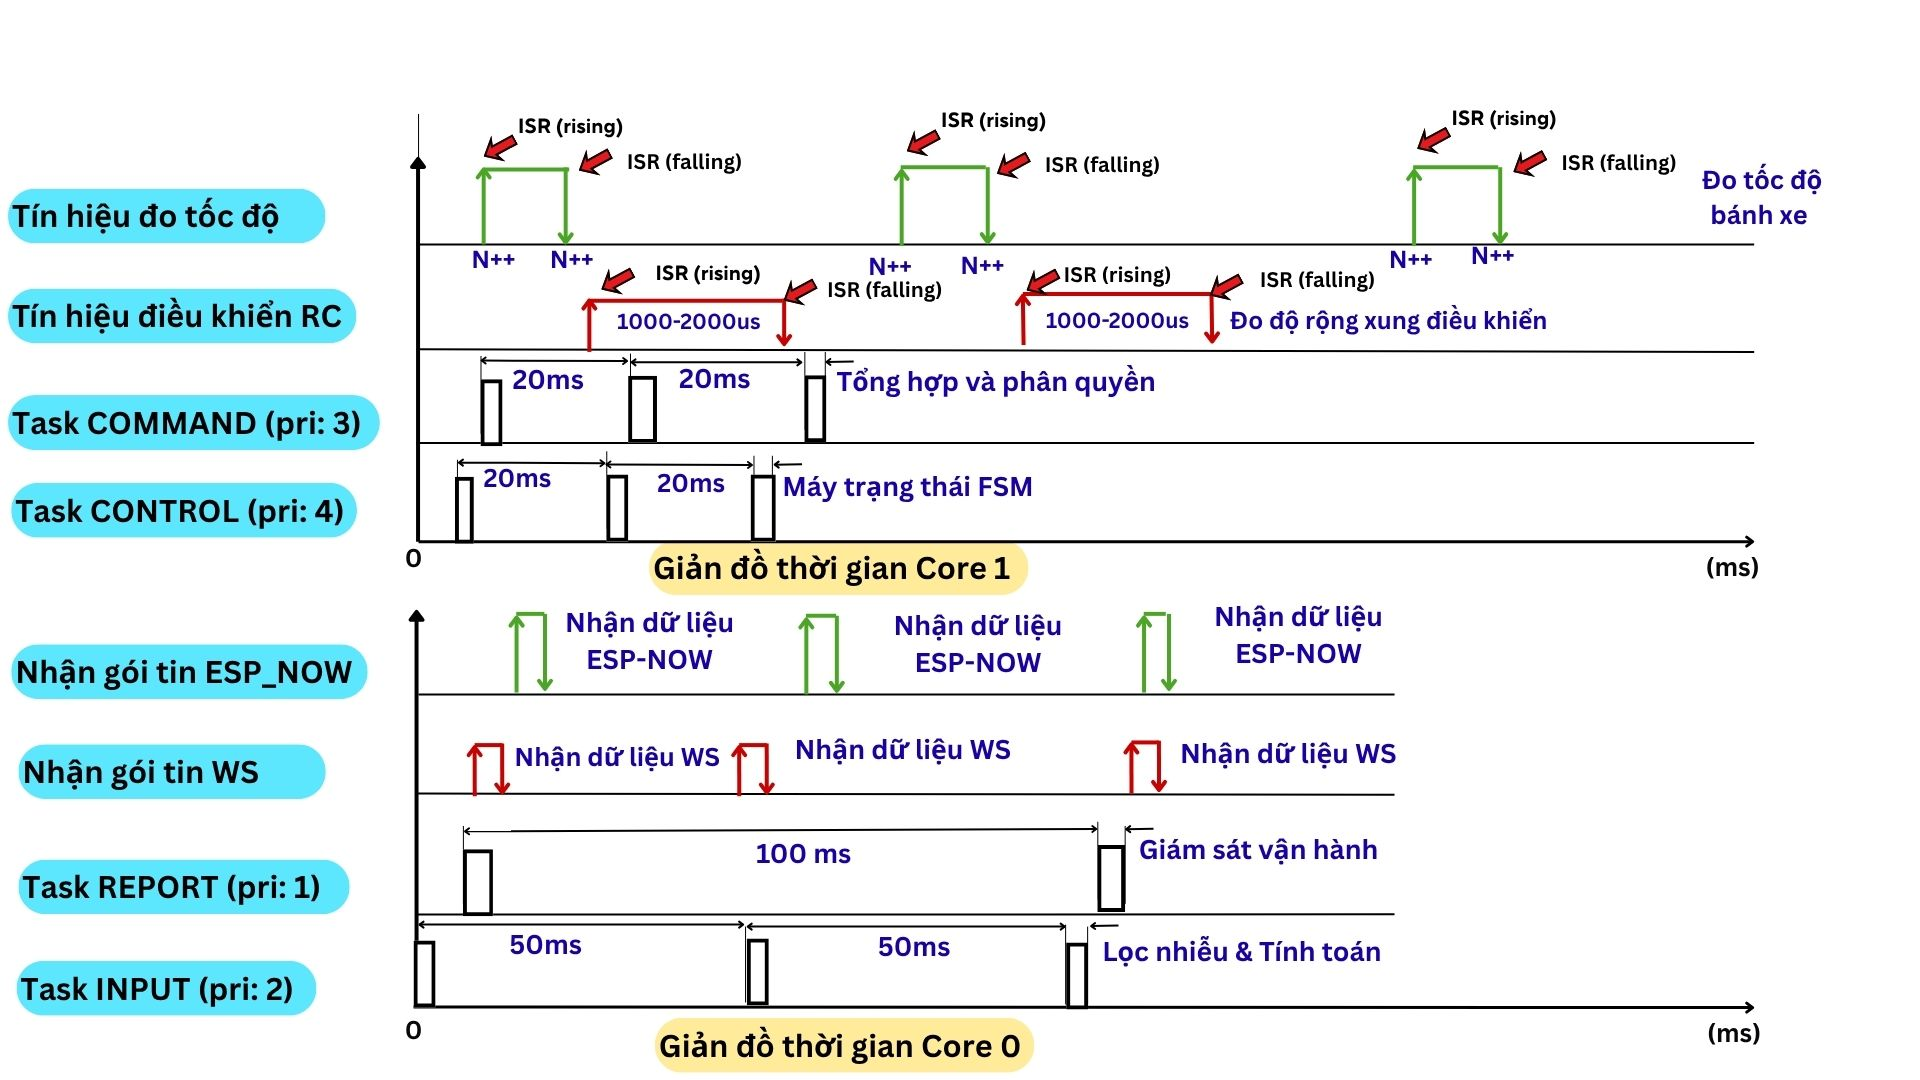 ISR (rising)
ISR (falling)
ISR (rising)
ISR (falling)
ISR (rising)
ISR (falling)
Đo tốc độ
bánh xe
Tín hiệu đo tốc độ
N++
N++
N++
N++
N++
N++
ISR (rising)
ISR (falling)
ISR (rising)
ISR (falling)
Tín hiệu điều khiển RC
1000-2000us
1000-2000us
Đo độ rộng xung điều khiển
20ms
20ms
Tổng hợp và phân quyền
Task COMMAND (pri: 3)
20ms
20ms
Máy trạng thái FSM
Task CONTROL (pri: 4)
0
Giản đồ thời gian Core 1
(ms)
Nhận dữ liệu
ESP-NOW
Nhận dữ liệu
ESP-NOW
Nhận dữ liệu
ESP-NOW
Nhận gói tin ESP_NOW
Nhận dữ liệu WS
Nhận dữ liệu WS
Nhận dữ liệu WS
Nhận gói tin WS
100 ms
Giám sát vận hành
Task REPORT (pri: 1)
50ms
50ms
Lọc nhiễu & Tính toán
Task INPUT (pri: 2)
0
Giản đồ thời gian Core 0
(ms)